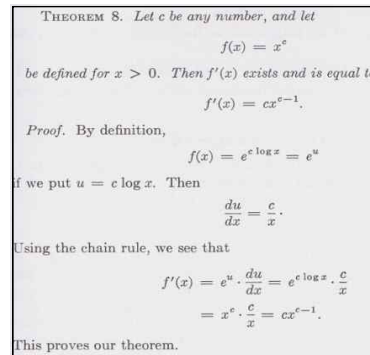 THEOREM 8. Let c be any number, and let
f(x) = x^c
be defined for x > 0. Then f'(x) exists and is equal t
f'(x) = cx^{c-1}.
Proof. By definition,
f(x) = e^{c log x} = e^u
if we put u = c log x. Then
du/dx = c/x.
Using the chain rule, we see that
f'(x) = e^u · du/dx = e^{c log x} · c/x
= x^c · c/x = cx^{c-1}.
This proves our theorem.